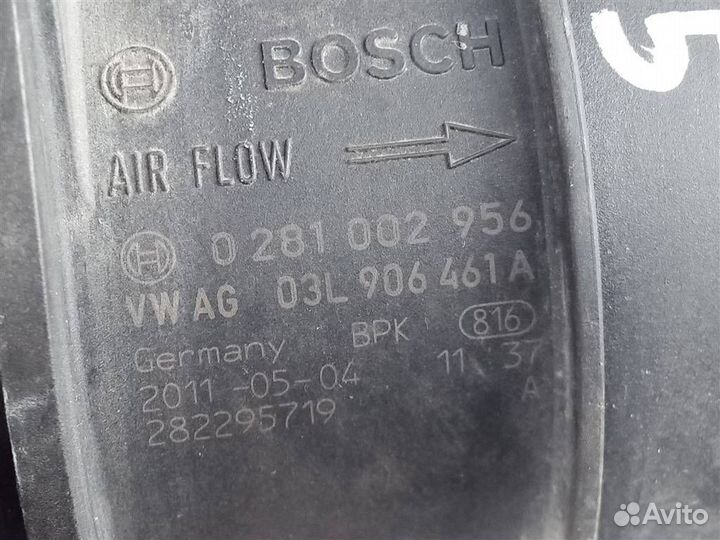 BOSCH
AIR FLOW
0 281 002 956
VW AG 03L 906 461 A
Germany BPK 816
2011-05-04 11 37
282295719 A
5
Avito